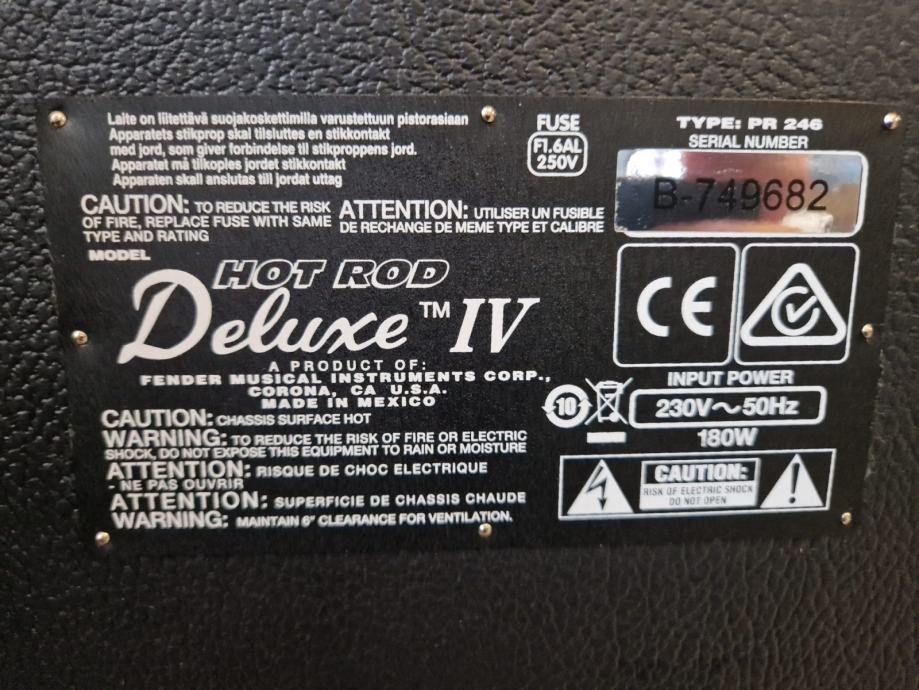 Laite on liitettävä suojakoskettimilla varustettuun pistorasiaan
Apparatets stikprop skal tilsluttes en stikkontakt
med jord, som giver forbindelse til stikproppens jord.
Apparatet må tilkoples jordet stikkontakt
Apparaten skall anslutas till jordat uttag
FUSE
F1.6AL
250V
TYPE: PR 246
SERIAL NUMBER
B-749682
CAUTION: TO REDUCE THE RISK
OF FIRE, REPLACE FUSE WITH SAME
TYPE AND RATING
ATTENTION: UTILISER UN FUSIBLE
DE RECHANGE DE MEME TYPE ET CALIBRE
MODEL
HOT ROD
Deluxe™ IV
A PRODUCT OF:
FENDER MUSICAL INSTRUMENTS CORP.,
CORONA, CA U.S.A.
MADE IN MEXICO
CE
INPUT POWER
10
230V～50Hz
180W
CAUTION: CHASSIS SURFACE HOT
WARNING: TO REDUCE THE RISK OF FIRE OR ELECTRIC
SHOCK, DO NOT EXPOSE THIS EQUIPMENT TO RAIN OR MOISTURE
ATTENTION: RISQUE DE CHOC ELECTRIQUE
- NE PAS OUVRIR
ATTENTION: SUPERFICIE DE CHASSIS CHAUDE
WARNING: MAINTAIN 6" CLEARANCE FOR VENTILATION.
CAUTION:
RISK OF ELECTRIC SHOCK
DO NOT OPEN